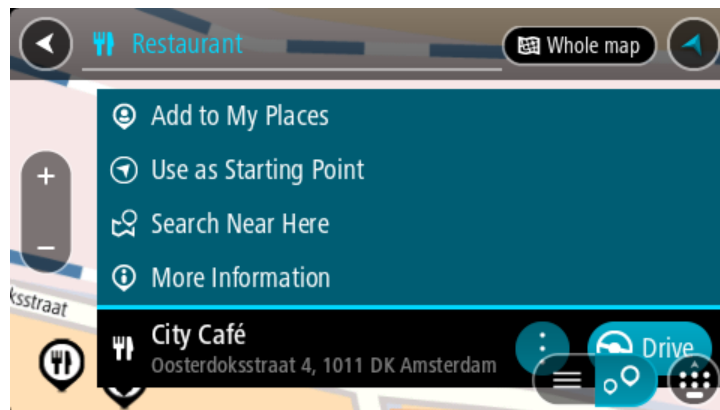 Restaurant
Whole map
Add to My Places
Use as Starting Point
Search Near Here
More Information
City Café
Oosterdoksstraat 4, 1011 DK Amsterdam
Drive
ksstraat